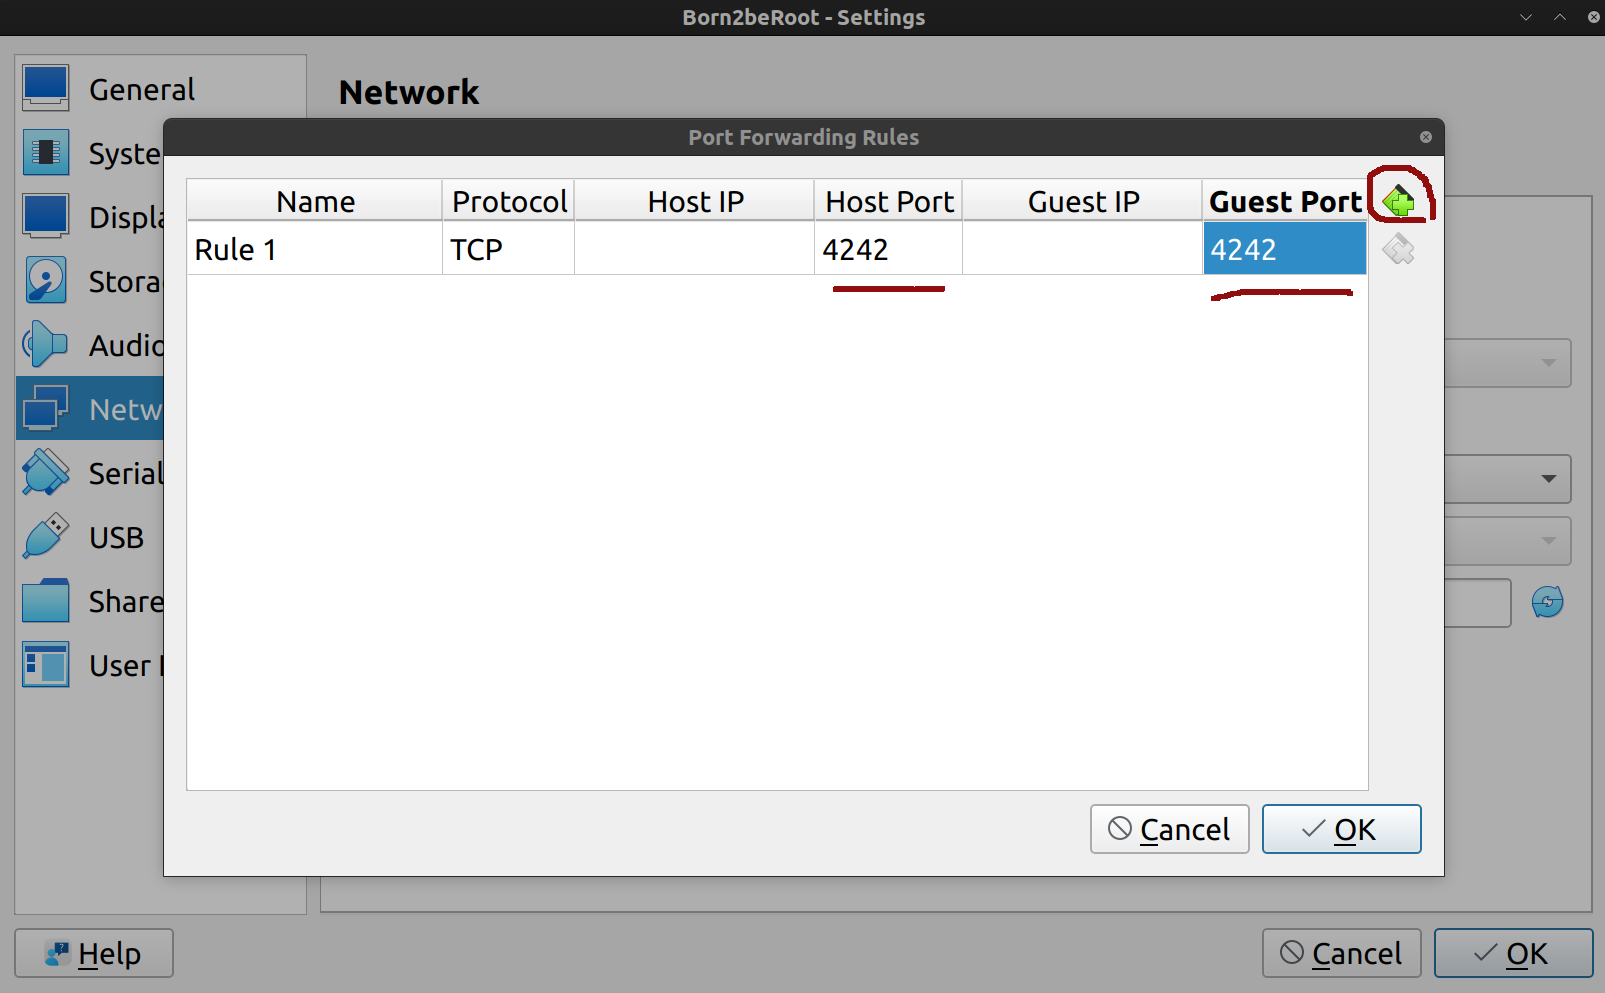 Born2beRoot - Settings
General
Syste
Displa
Stora
Audio
Netw
Serial
USB
Share
User I
Network
Port Forwarding Rules
Name Protocol Host IP Host Port Guest IP Guest Port
Rule 1 TCP 4242 4242
Cancel OK
Help Cancel OK